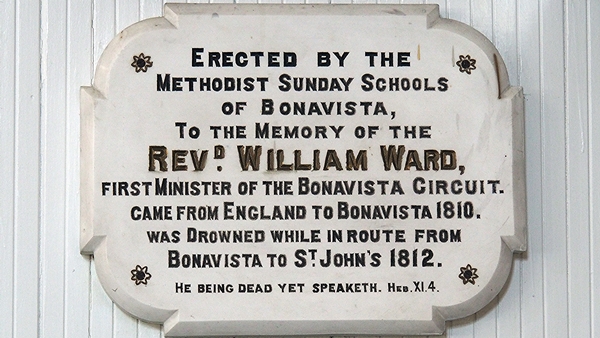 ERECTED BY THE
METHODIST SUNDAY SCHOOLS
OF BONAVISTA,
TO THE MEMORY OF THE
REVD. WILLIAM WARD,
FIRST MINISTER OF THE BONAVISTA CIRCUIT.
CAME FROM ENGLAND TO BONAVISTA 1810.
WAS DROWNED WHILE IN ROUTE FROM
BONAVISTA TO ST. JOHN'S 1812.
HE BEING DEAD YET SPEAKETH. HEB. XI.4.